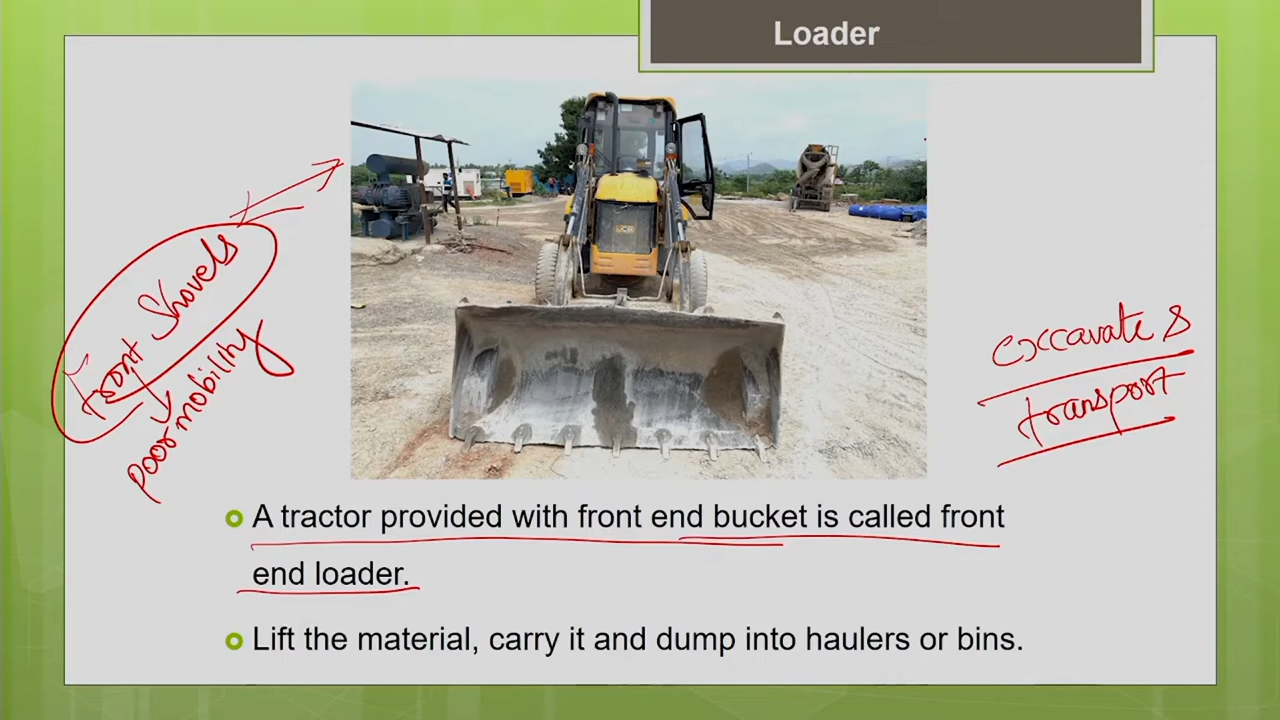 Loader
JCB
Front Shovels
poor mobility
excavate &
transport
A tractor provided with front end bucket is called front
end loader.
Lift the material, carry it and dump into haulers or bins.